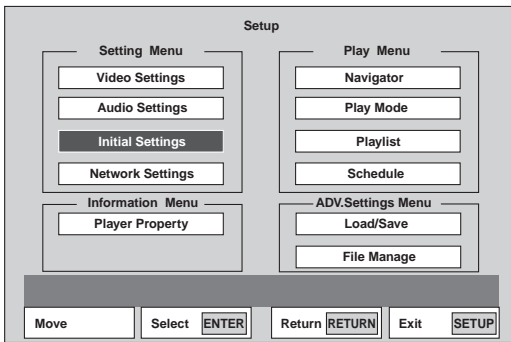 Setup
Setting Menu
Video Settings
Audio Settings
Initial Settings
Network Settings
Play Menu
Navigator
Play Mode
Playlist
Schedule
Information Menu
Player Property
ADV.Settings Menu
Load/Save
File Manage
Move
Select ENTER
Return RETURN
Exit SETUP